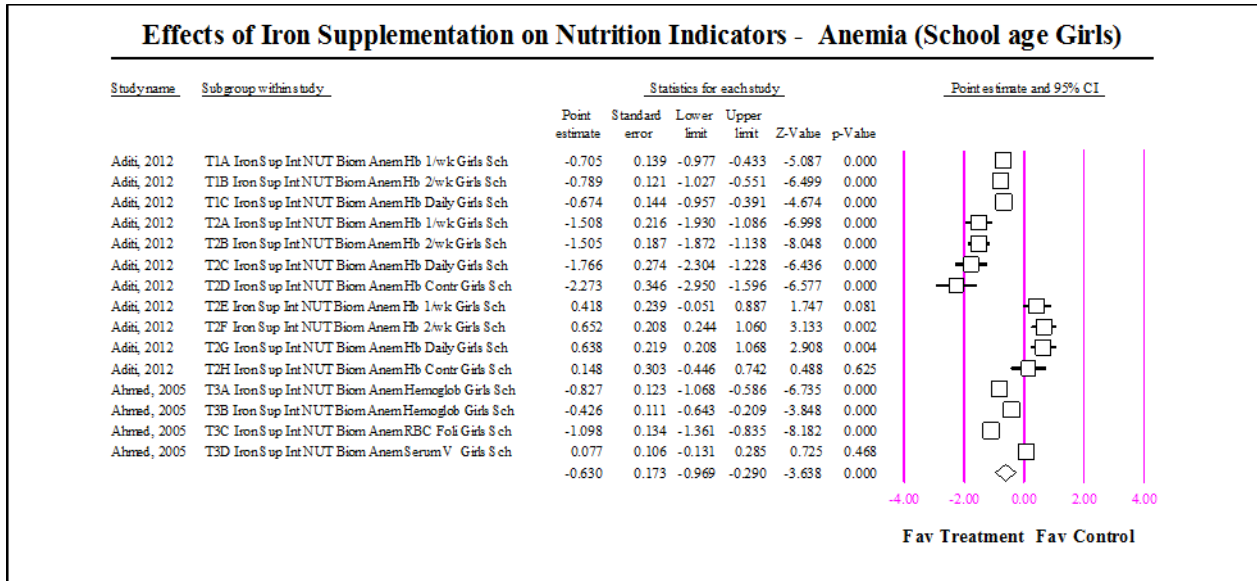 Effects of Iron Supplementation on Nutrition Indicators - Anemia (School age Girls)
Study name Subgroup within study Statistics for each study Point estimate and 95% CI
Point Standard Lower Upper
estimate error limit limit Z-Value p-Value
Aditi, 2012 T1A Iron Sup Int NUT Biom Anem Hb 1/wk Girls Sch -0.705 0.139 -0.977 -0.433 -5.087 0.000
Aditi, 2012 T1B Iron Sup Int NUT Biom Anem Hb 2/wk Girls Sch -0.789 0.121 -1.027 -0.551 -6.499 0.000
Aditi, 2012 T1C Iron Sup Int NUT Biom Anem Hb Daily Girls Sch -0.674 0.144 -0.957 -0.391 -4.674 0.000
Aditi, 2012 T2A Iron Sup Int NUT Biom Anem Hb 1/wk Girls Sch -1.508 0.216 -1.930 -1.086 -6.998 0.000
Aditi, 2012 T2B Iron Sup Int NUT Biom Anem Hb 2/wk Girls Sch -1.505 0.187 -1.872 -1.138 -8.048 0.000
Aditi, 2012 T2C Iron Sup Int NUT Biom Anem Hb Daily Girls Sch -1.766 0.274 -2.304 -1.228 -6.436 0.000
Aditi, 2012 T2D Iron Sup Int NUT Biom Anem Hb Contr Girls Sch -2.273 0.346 -2.950 -1.596 -6.577 0.000
Aditi, 2012 T2E Iron Sup Int NUT Biom Anem Hb 1/wk Girls Sch 0.418 0.239 -0.051 0.887 1.747 0.081
Aditi, 2012 T2F Iron Sup Int NUT Biom Anem Hb 2/wk Girls Sch 0.652 0.208 0.244 1.060 3.133 0.002
Aditi, 2012 T2G Iron Sup Int NUT Biom Anem Hb Daily Girls Sch 0.638 0.219 0.208 1.068 2.908 0.004
Aditi, 2012 T2H Iron Sup Int NUT Biom Anem Hb Contr Girls Sch 0.148 0.303 -0.446 0.742 0.488 0.625
Ahmed, 2005 T3A Iron Sup Int NUT Biom Anem Hemoglob Girls Sch -0.827 0.123 -1.068 -0.586 -6.735 0.000
Ahmed, 2005 T3B Iron Sup Int NUT Biom Anem Hemoglob Girls Sch -0.426 0.111 -0.643 -0.209 -3.848 0.000
Ahmed, 2005 T3C Iron Sup Int NUT Biom Anem RBC Foli Girls Sch -1.098 0.134 -1.361 -0.835 -8.182 0.000
Ahmed, 2005 T3D Iron Sup Int NUT Biom Anem Serum V Girls Sch 0.077 0.106 -0.131 0.285 0.725 0.468
-0.630 0.173 -0.969 -0.290 -3.638 0.000
-4.00 -2.00 0.00 2.00 4.00
Fav Treatment Fav Control